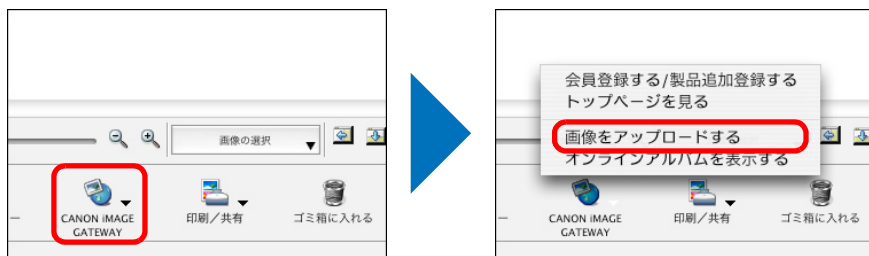 画像の選択
CANON iMAGE
GATEWAY
印刷／共有
ゴミ箱に入れる
会員登録する/製品追加登録する
トップページを見る
画像をアップロードする
オンラインアルバムを表示する
CANON iMAGE
GATEWAY
印刷／共有
ゴミ箱に入れる